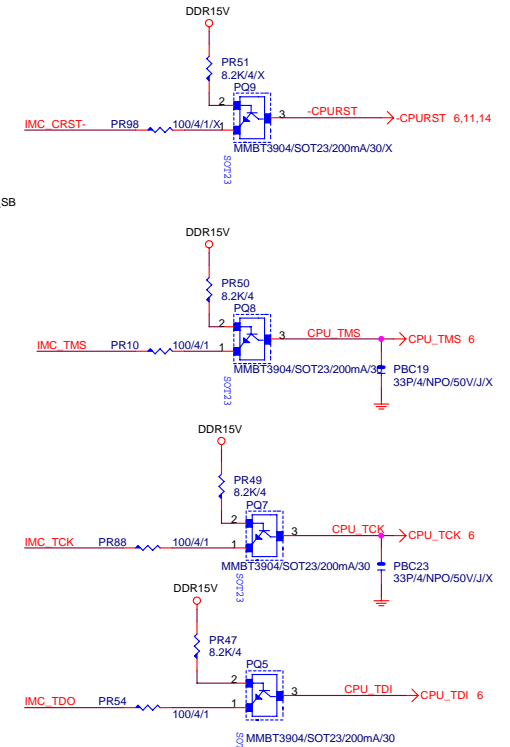 DDR15V
PR51
8.2K/4/X
PQ9
2
3
-CPURST
-CPURST 6,11,14
IMC_CRST-
PR98
100/4/1/X
1
MMBT3904/SOT23/200mA/30/X
SOT23
_SB
DDR15V
PR50
8.2K/4
PQ8
2
3
CPU_TMS
CPU_TMS 6
IMC_TMS
PR10
100/4/1
1
MMBT3904/SOT23/200mA/30
PBC19
33P/4/NPO/50V/J/X
SOT23
DDR15V
PR49
8.2K/4
PQ7
2
3
CPU_TCK
CPU_TCK 6
IMC_TCK
PR88
100/4/1
1
MMBT3904/SOT23/200mA/30
PBC23
33P/4/NPO/50V/J/X
SOT23
DDR15V
PR47
8.2K/4
PQ5
2
3
CPU_TDI
CPU_TDI 6
IMC_TDO
PR54
100/4/1
1
MMBT3904/SOT23/200mA/30